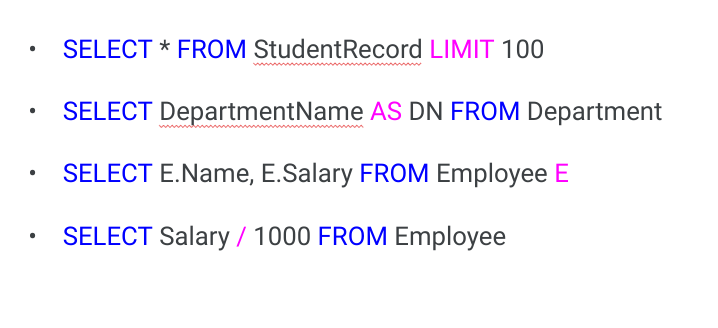 • SELECT * FROM StudentRecord LIMIT 100
• SELECT DepartmentName AS DN FROM Department
• SELECT E.Name, E.Salary FROM Employee E
• SELECT Salary / 1000 FROM Employee